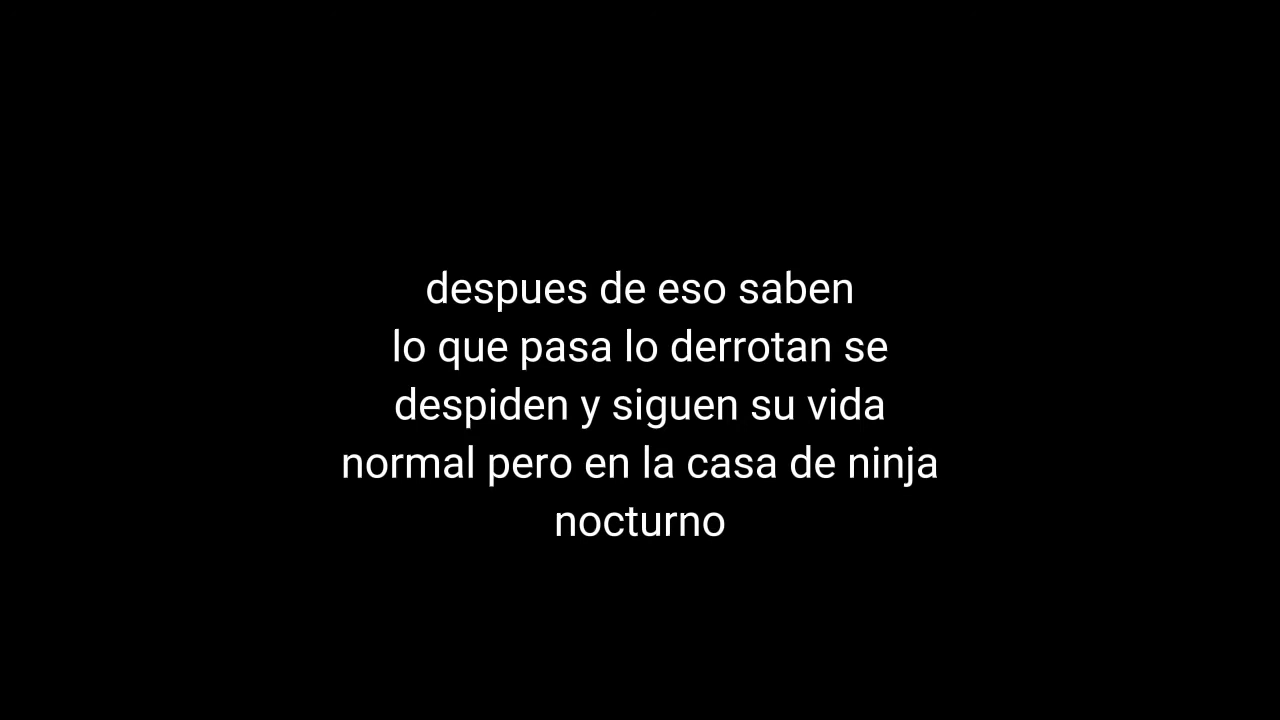 despues de eso saben
lo que pasa lo derrotan se
despiden y siguen su vida
normal pero en la casa de ninja
nocturno